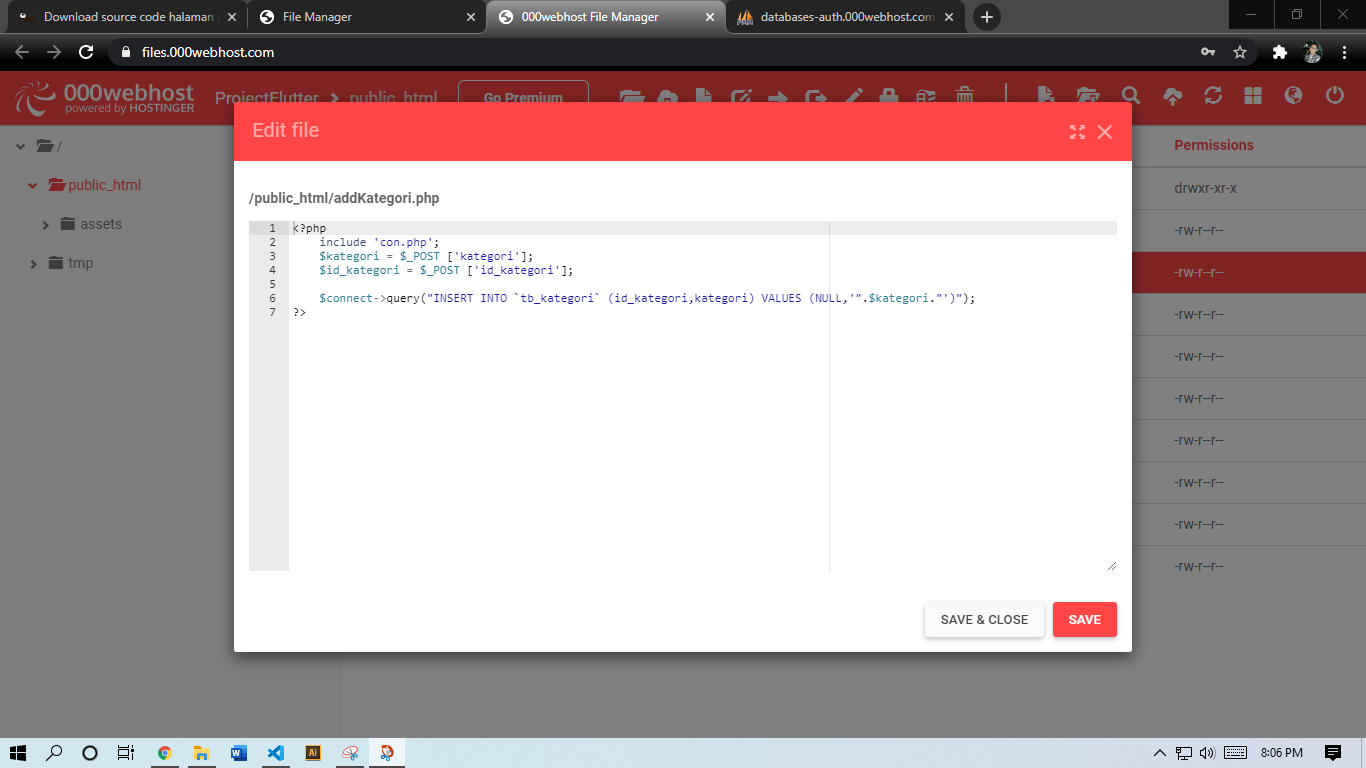 Download source code halaman
File Manager
000webhost File Manager
databases-auth.000webhost.com
files.000webhost.com
000webhost
powered by HOSTINGER
ProjectFlutter > public_html
Go Premium
Edit file
/
public_html
assets
tmp
Permissions
drwxr-xr-x
-rw-r--r--
-rw-r--r--
-rw-r--r--
-rw-r--r--
-rw-r--r--
-rw-r--r--
-rw-r--r--
-rw-r--r--
-rw-r--r--
/public_html/addKategori.php
1 <?php
2 include 'con.php';
3 $kategori = $_POST ['kategori'];
4 $id_kategori = $_POST ['id_kategori'];
5
6 $connect->query("INSERT INTO `tb_kategori` (id_kategori,kategori) VALUES (NULL,'".$kategori."')");
7 ?>
SAVE & CLOSE
SAVE
8:06 PM